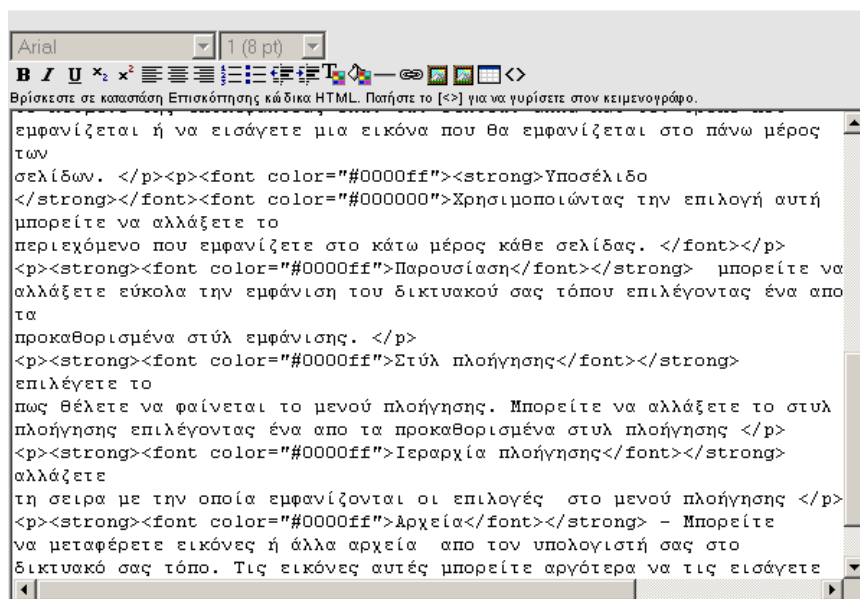 Arial 1 (8 pt)
B I U
Βρίσκεστε σε κατασταση Επισκόπησης κώδικα HTML. Πατήστε το [<>] για να γυρίσετε στον κειμενογράφο.
εμφανίζεται ή να εισάγετε μια εικόνα που θα εμφανίζεται στο πάνω μέρος
των
σελίδων. </p><p><font color="#0000ff"><strong>Υποσέλιδο
</strong></font><font color="#000000">Χρησιμοποιώντας την επιλογή αυτή
μπορείτε να αλλάξετε το
περιεχόμενο που εμφανίζετε στο κάτω μέρος κάθε σελίδας. </font></p>
<p><strong><font color="#0000ff">Παρουσίαση</font></strong>  μπορείτε να
αλλάξετε εύκολα την εμφάνιση του δικτυακού σας τόπου επιλέγοντας ένα απο
τα
προκαθορισμένα στύλ εμφάνισης. </p>
<p><strong><font color="#0000ff">Στύλ πλοήγησης</font></strong>
επιλέγετε το
πως θέλετε να φαίνεται το μενού πλοήγησης. Μπορείτε να αλλάξετε το στυλ
πλοήγησης επιλέγοντας ένα απο τα προκαθορισμένα στυλ πλοήγησης </p>
<p><strong><font color="#0000ff">Ιεραρχία πλοήγησης</font></strong>
αλλάζετε
τη σειρα με την οποία εμφανίζονται οι επιλογές  στο μενού πλοήγησης </p>
<p><strong><font color="#0000ff">Αρχεία</font></strong> - Μπορείτε
να μεταφέρετε εικόνες ή άλλα αρχεία  απο τον υπολογιστή σας στο
δικτυακό σας τόπο. Τις εικόνες αυτές μπορείτε αργότερα να τις εισάγετε